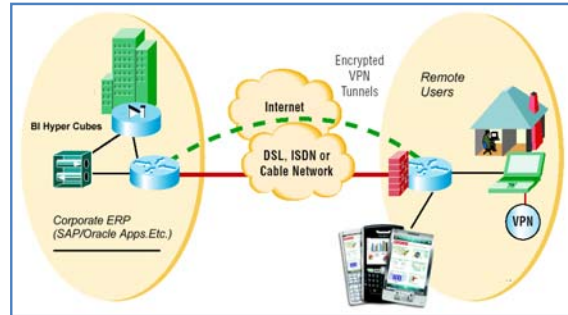 Encrypted
VPN
Tunnels
Remote
Users
Internet
BI Hyper Cubes
DSL, ISDN or
Cable Network
Corporate ERP
(SAP/Oracle Apps.Etc.)
VPN